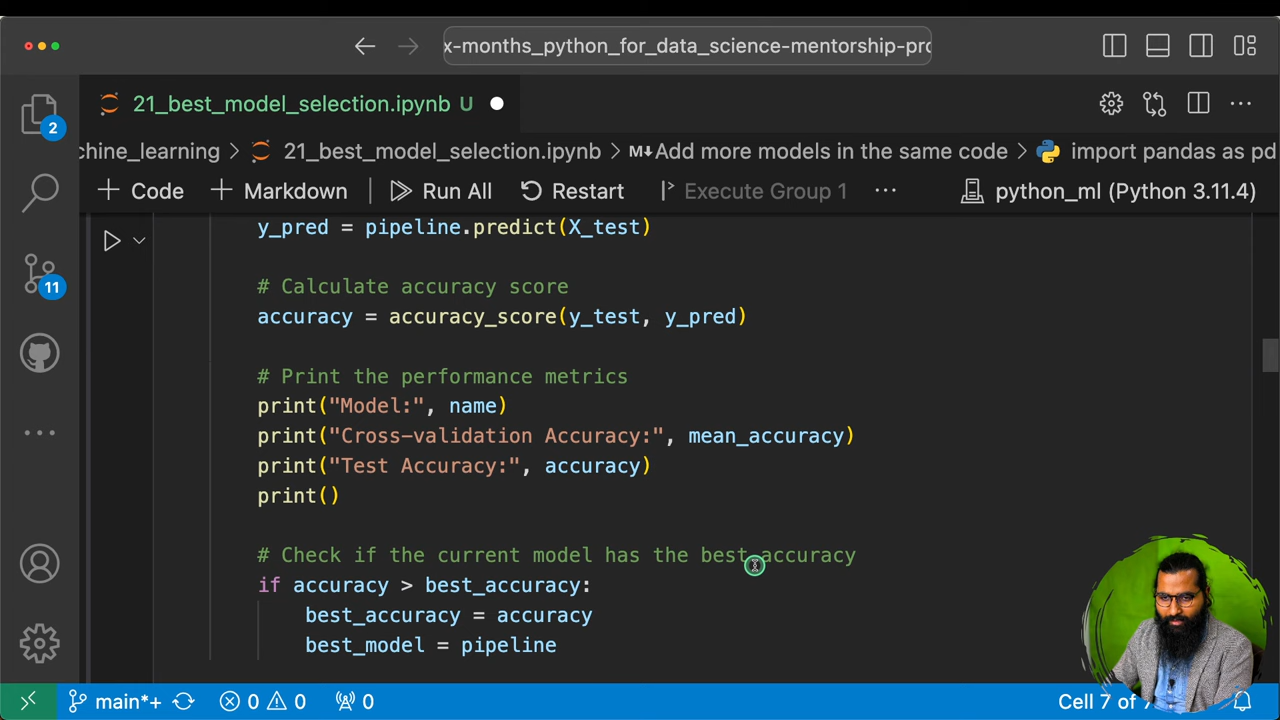 x-months_python_for_data_science-mentorship-pro
21_best_model_selection.ipynb U
chine_learning > 21_best_model_selection.ipynb > M↓Add more models in the same code > import pandas as pd
+ Code + Markdown | Run All Restart Execute Group 1 ··· python_ml (Python 3.11.4)
2
11
y_pred = pipeline.predict(X_test)
# Calculate accuracy score
accuracy = accuracy_score(y_test, y_pred)
# Print the performance metrics
print("Model:", name)
print("Cross-validation Accuracy:", mean_accuracy)
print("Test Accuracy:", accuracy)
print()
# Check if the current model has the best accuracy
if accuracy > best_accuracy:
best_accuracy = accuracy
best_model = pipeline
main*+ 0 0 0 Cell 7 of